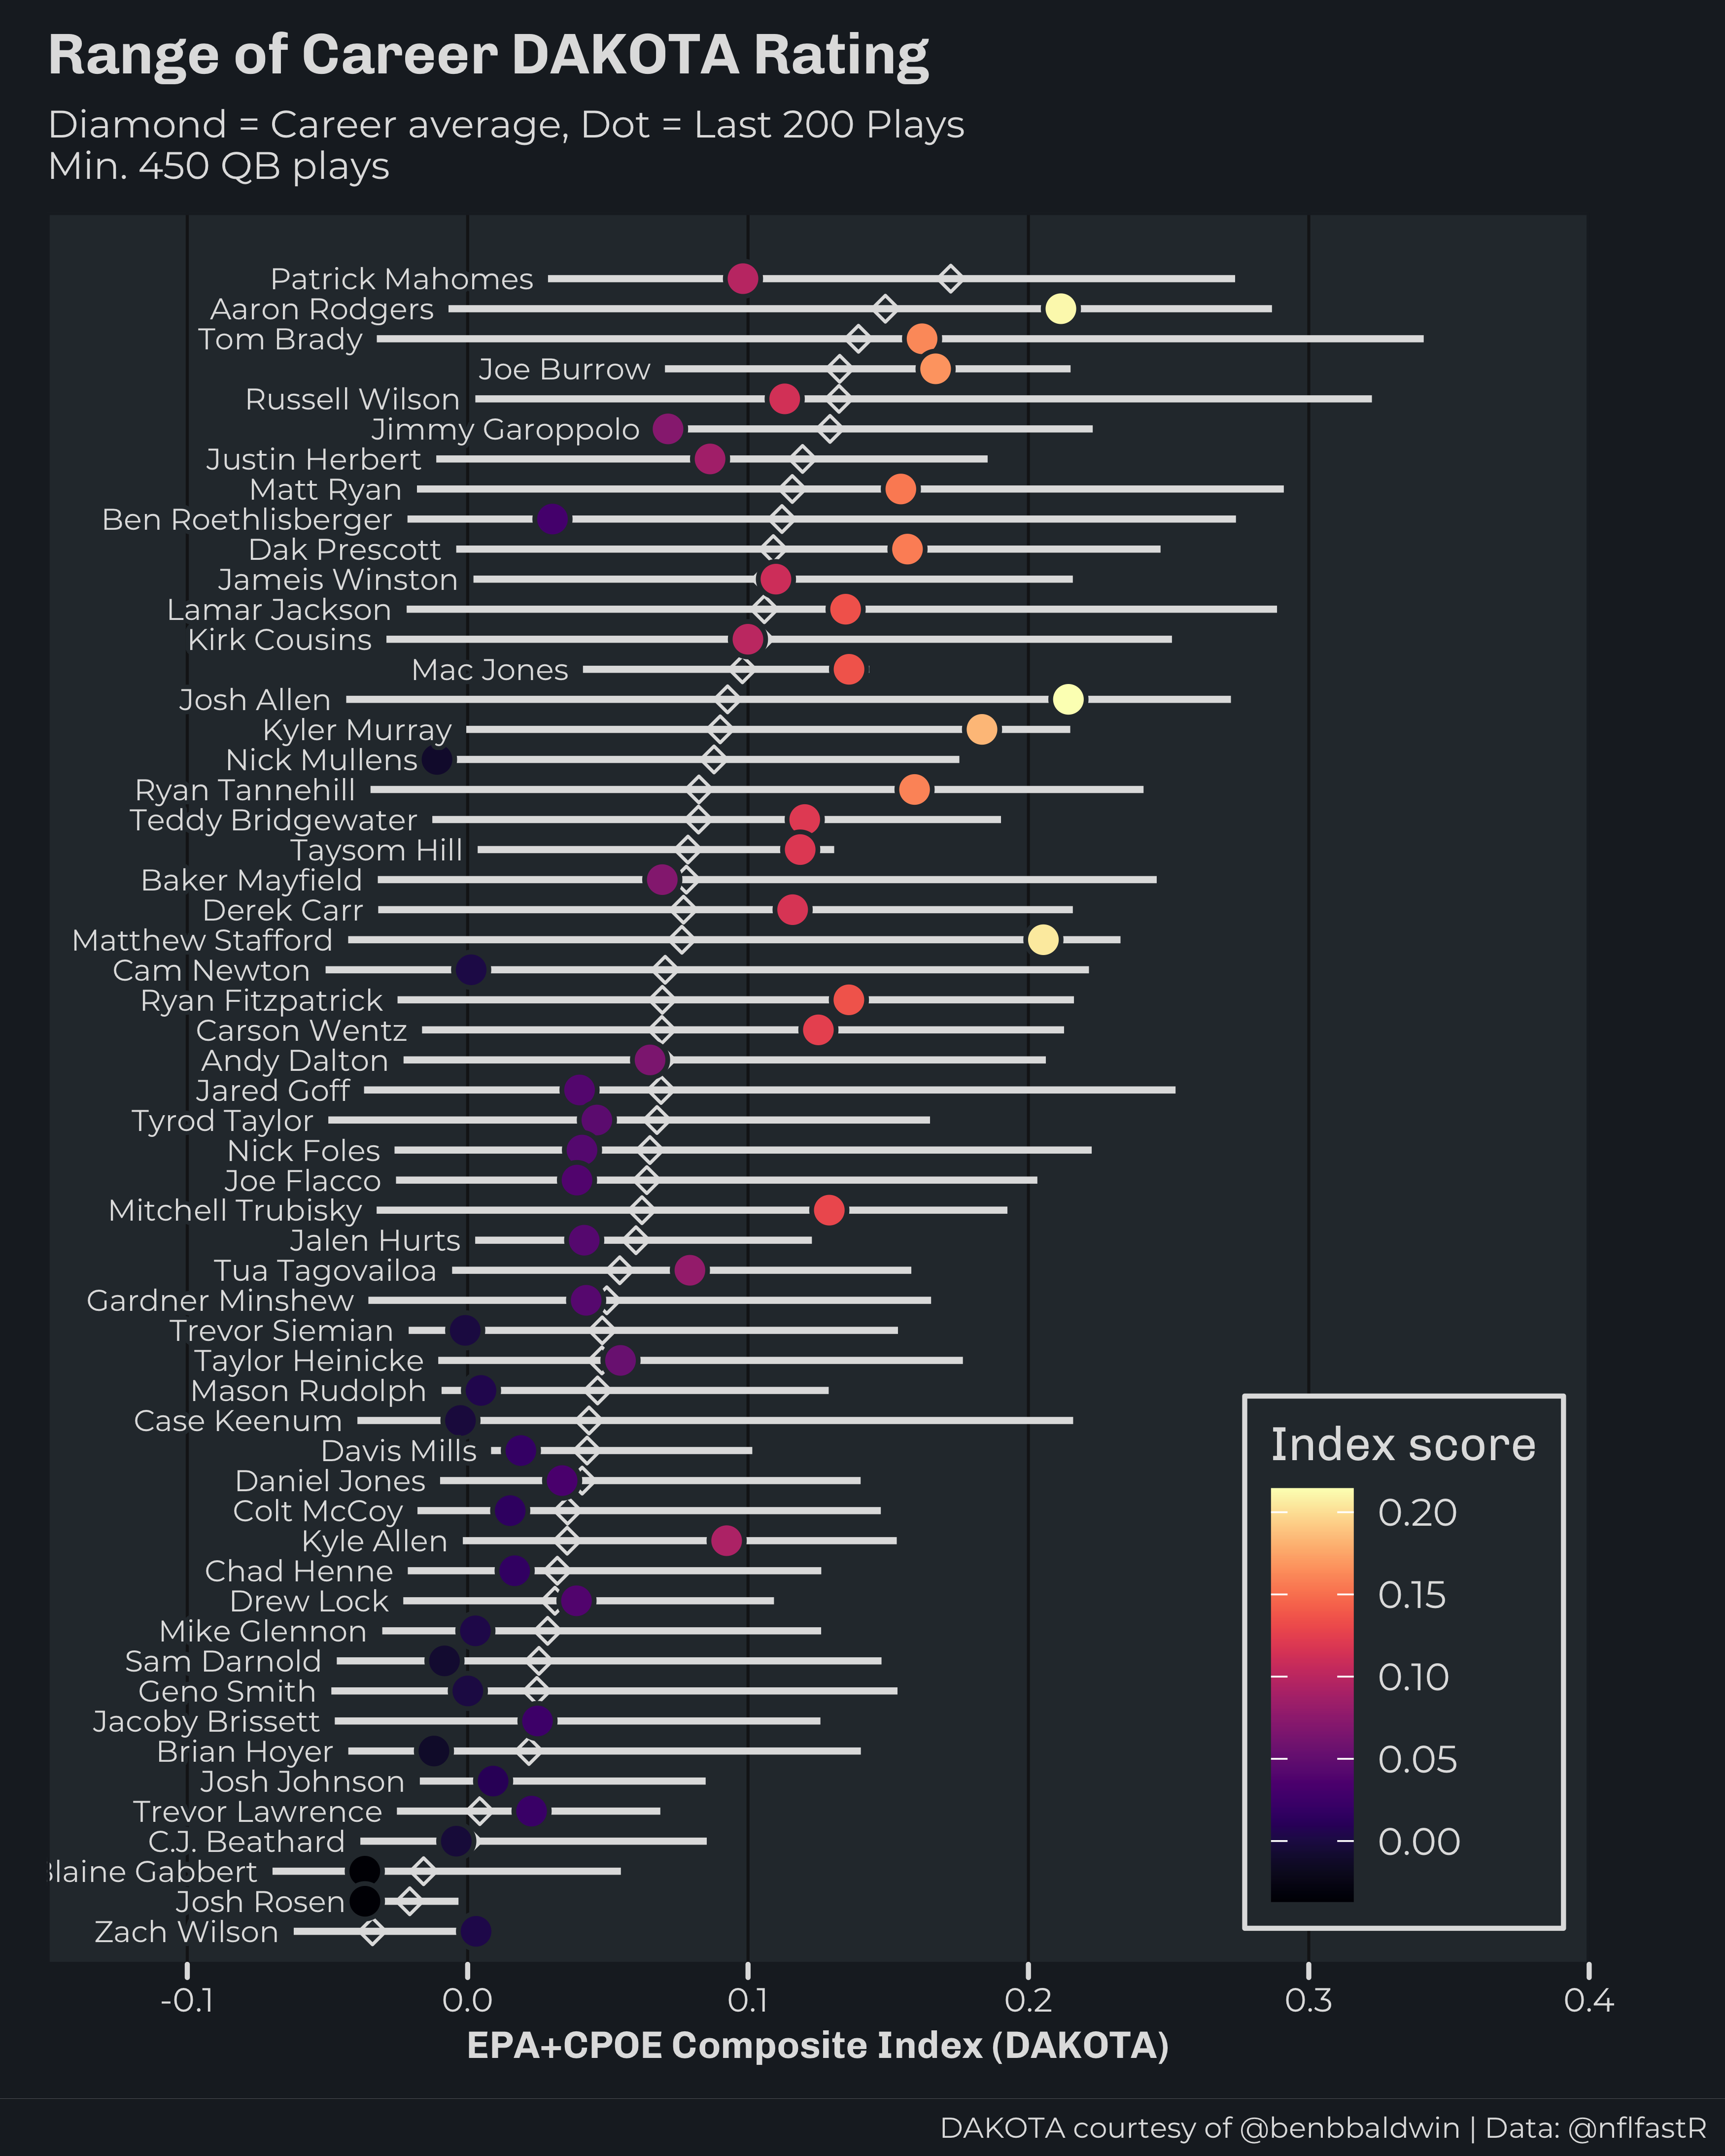 Range of Career DAKOTA Rating
Diamond = Career average, Dot = Last 200 Plays
Min. 450 QB plays
Patrick Mahomes
Aaron Rodgers
Tom Brady
Joe Burrow
Russell Wilson
Jimmy Garoppolo
Justin Herbert
Matt Ryan
Ben Roethlisberger
Dak Prescott
Jameis Winston
Lamar Jackson
Kirk Cousins
Mac Jones
Josh Allen
Kyler Murray
Nick Mullens
Ryan Tannehill
Teddy Bridgewater
Taysom Hill
Baker Mayfield
Derek Carr
Matthew Stafford
Cam Newton
Ryan Fitzpatrick
Carson Wentz
Andy Dalton
Jared Goff
Tyrod Taylor
Nick Foles
Joe Flacco
Mitchell Trubisky
Jalen Hurts
Tua Tagovailoa
Gardner Minshew
Trevor Siemian
Taylor Heinicke
Mason Rudolph
Case Keenum
Davis Mills
Daniel Jones
Colt McCoy
Kyle Allen
Chad Henne
Drew Lock
Mike Glennon
Sam Darnold
Geno Smith
Jacoby Brissett
Brian Hoyer
Josh Johnson
Trevor Lawrence
C.J. Beathard
Blaine Gabbert
Josh Rosen
Zach Wilson
Index score
0.20
0.15
0.10
0.05
0.00
-0.1 0.0 0.1 0.2 0.3 0.4
EPA+CPOE Composite Index (DAKOTA)
DAKOTA courtesy of @benbbaldwin | Data: @nflfastR